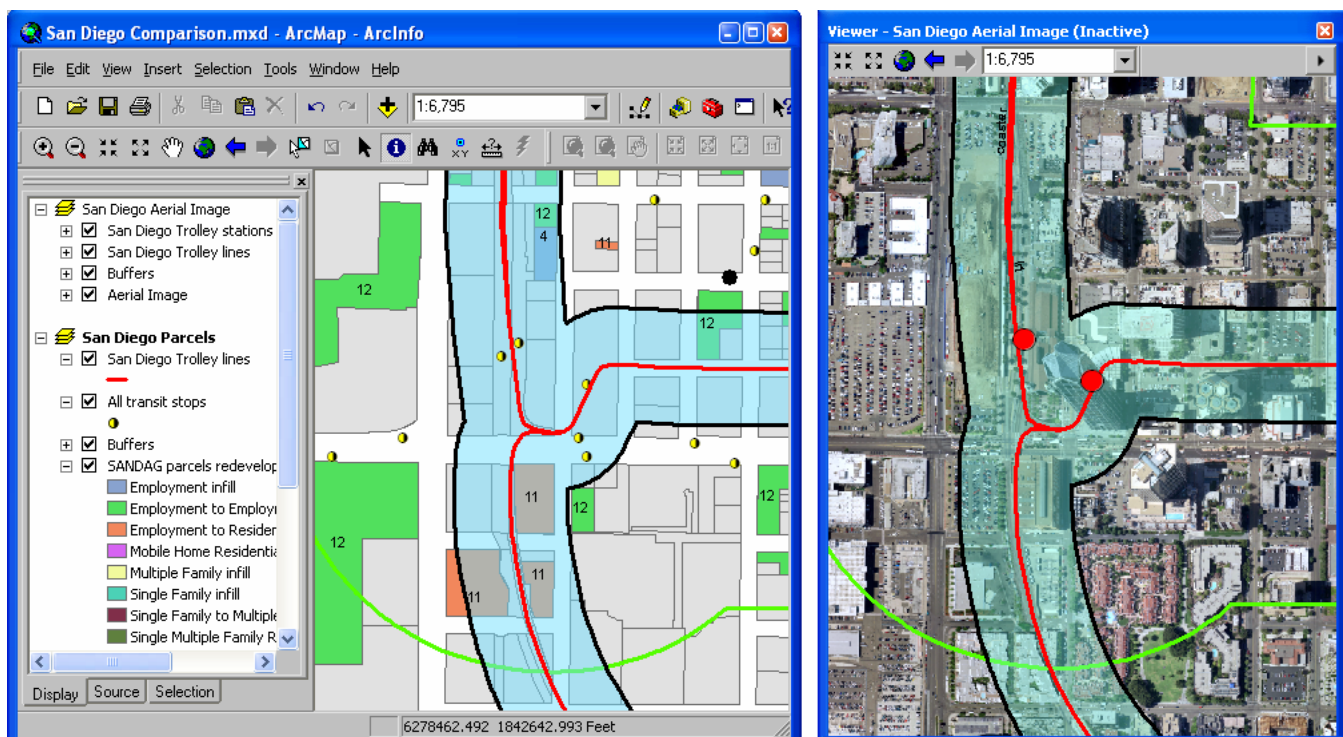 San Diego Comparison.mxd - ArcMap - ArcInfo
File Edit View Insert Selection Tools Window Help
1:6,795
XY
1:1
San Diego Aerial Image
San Diego Trolley stations
San Diego Trolley lines
Buffers
Aerial Image
San Diego Parcels
San Diego Trolley lines
All transit stops
Buffers
SANDAG parcels redevelop
Employment infill
Employment to Employ
Employment to Residen
Mobile Home Residentia
Multiple Family infill
Single Family infill
Single Family to Multiple
Single Multiple Family R
Display Source Selection
12
4
11
12
12
11
12
12
12
11
11
6278462.492 1842642.993 Feet
Viewer - San Diego Aerial Image (Inactive)
1:6,795
Coaster